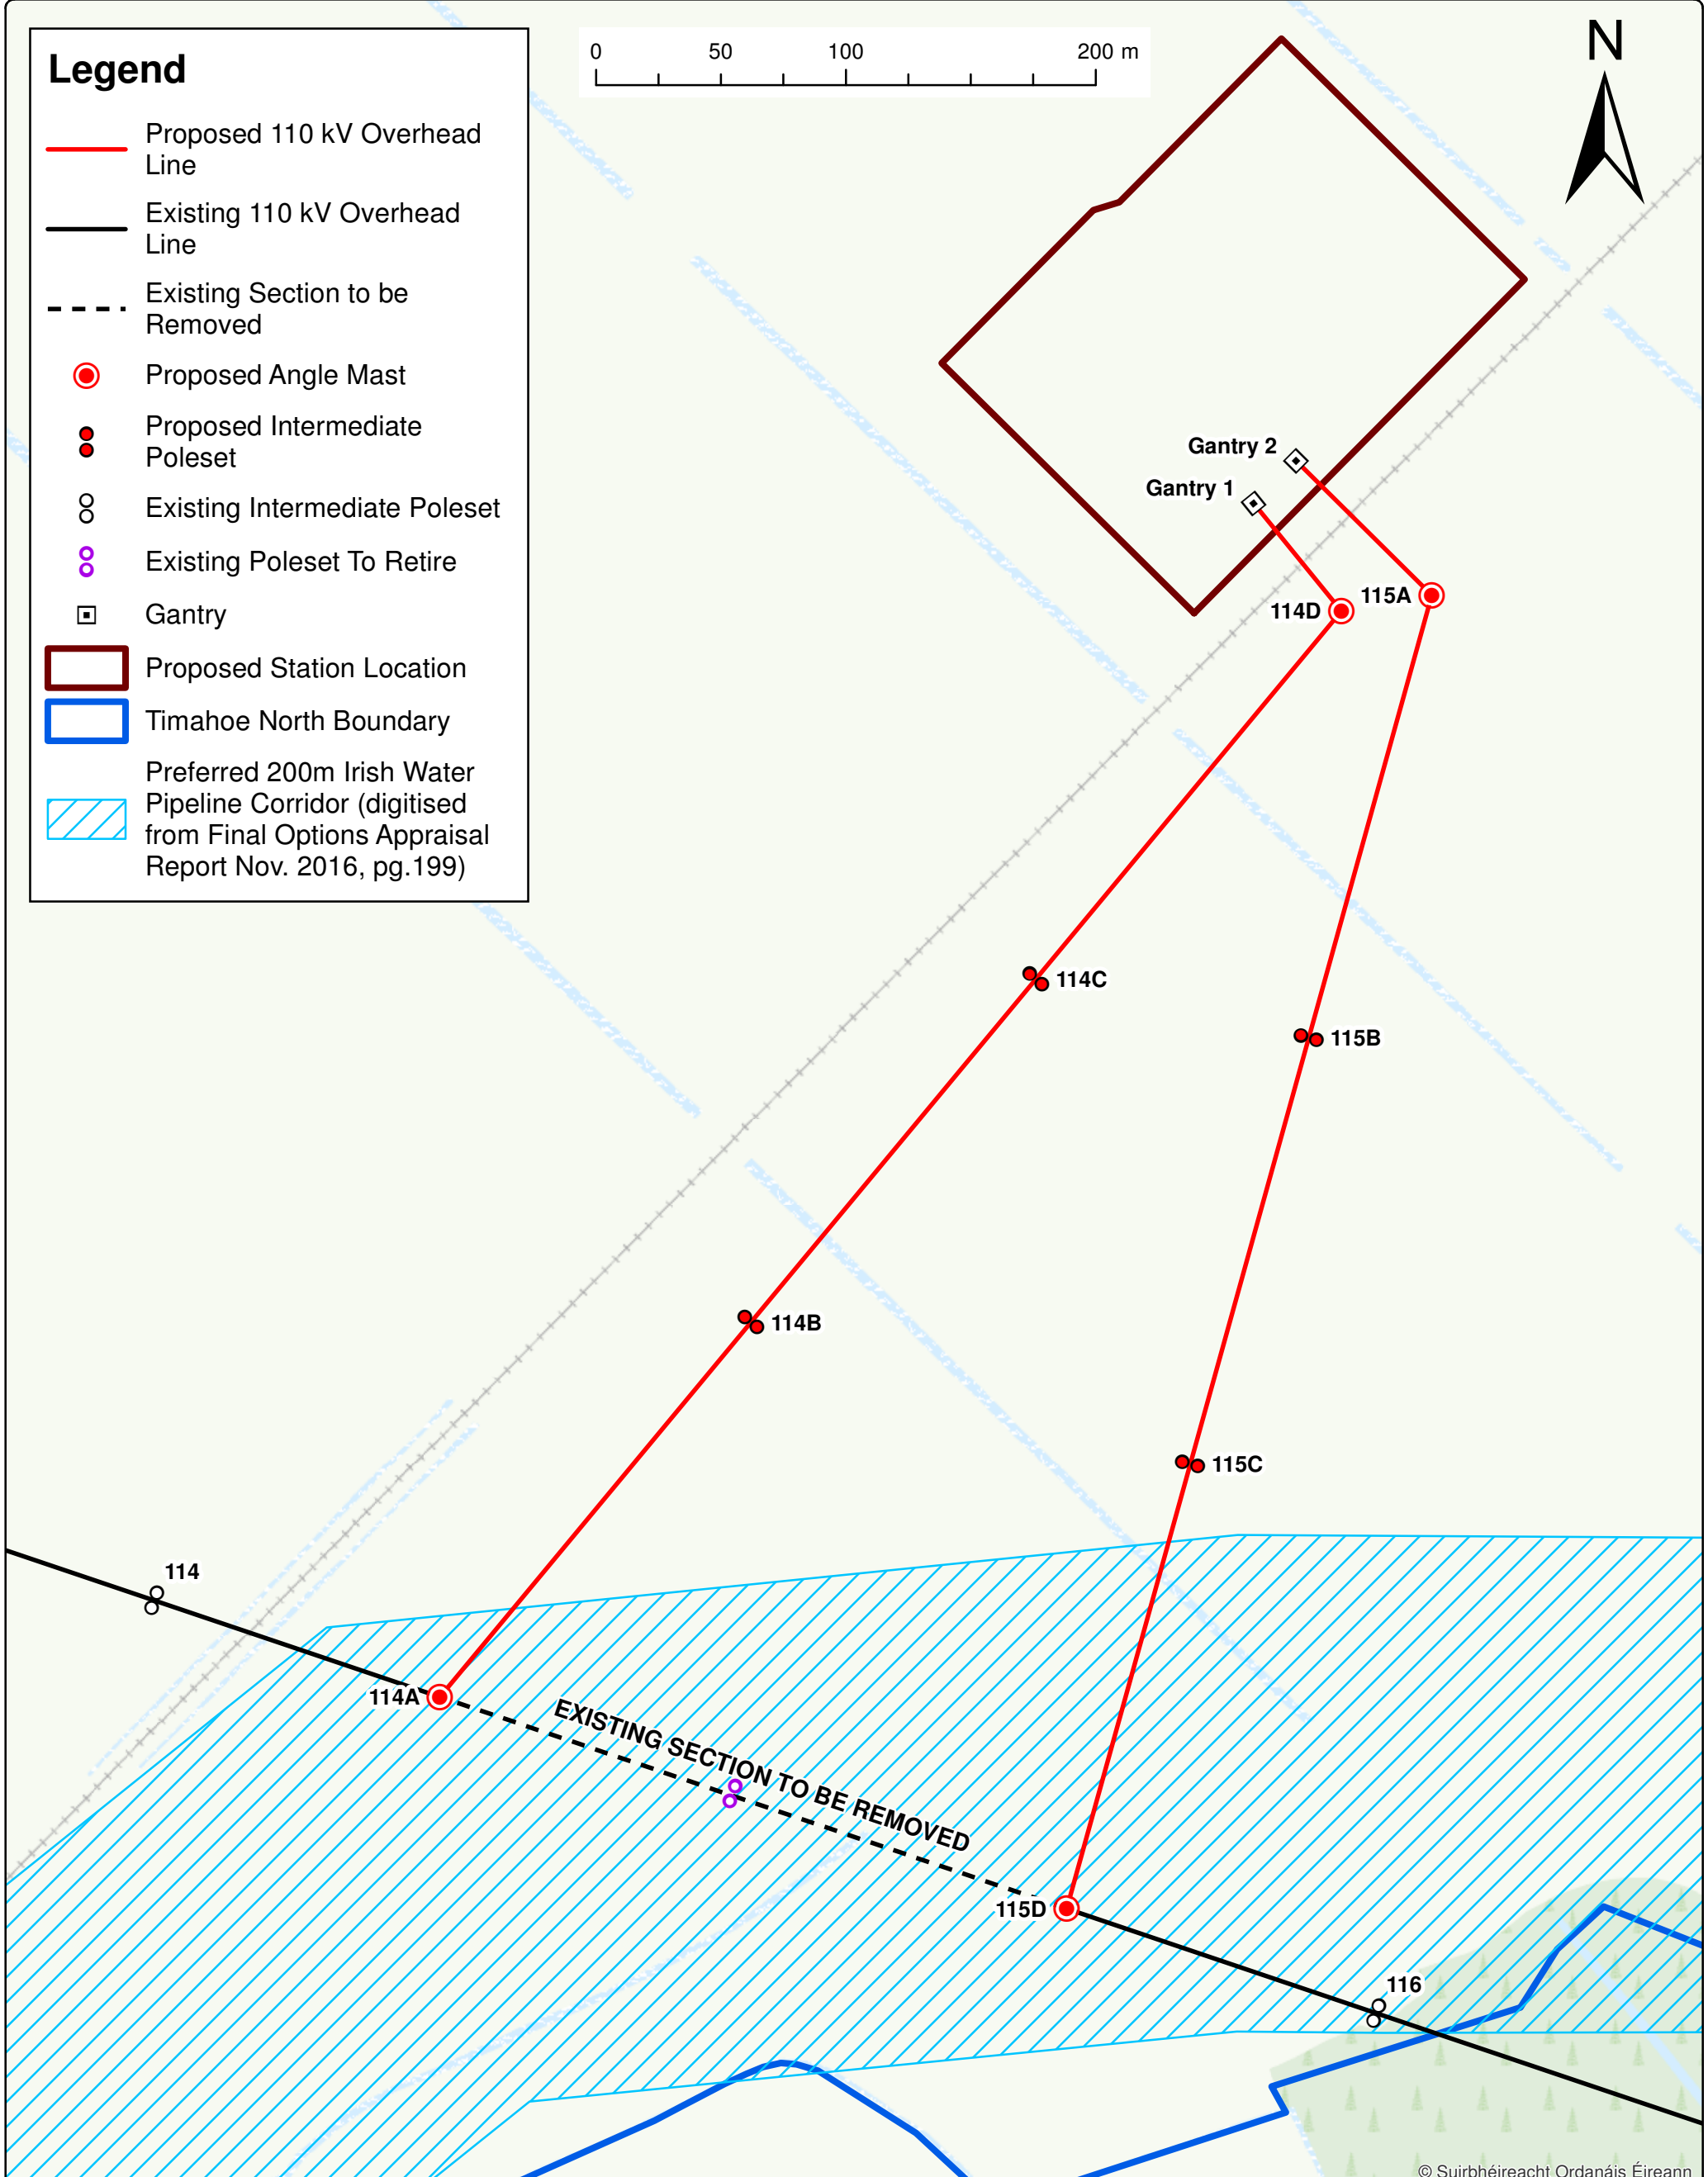 Legend
Proposed 110 kV Overhead
Line
Existing 110 kV Overhead
Line
Existing Section to be
Removed
Proposed Angle Mast
Proposed Intermediate
Poleset
Existing Intermediate Poleset
Existing Poleset To Retire
Gantry
Proposed Station Location
Timahoe North Boundary
Preferred 200m Irish Water
Pipeline Corridor (digitised
from Final Options Appraisal
Report Nov. 2016, pg.199)
0 50 100 200 m
N
Gantry 2
Gantry 1
115A
114D
114C
115B
114B
115C
114
114A
EXISTING SECTION TO BE REMOVED
115D
116
© Suirbhéireacht Ordanáis Éireann